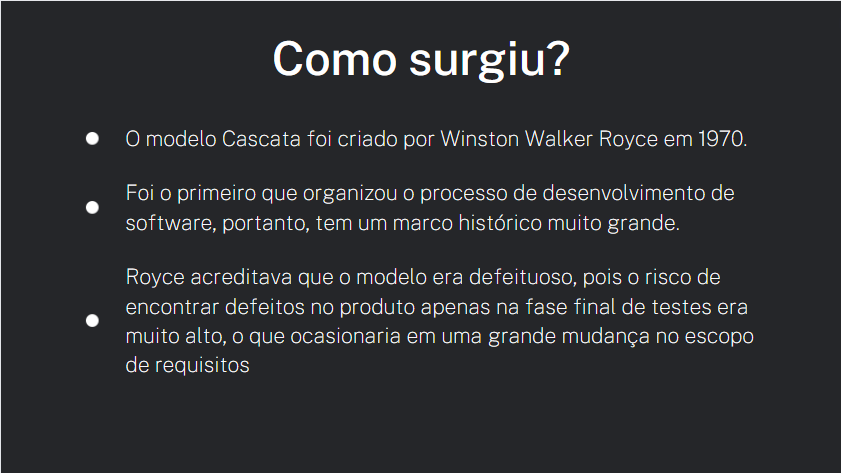 Como surgiu?
O modelo Cascata foi criado por Winston Walker Royce em 1970.
Foi o primeiro que organizou o processo de desenvolvimento de
software, portanto, tem um marco histórico muito grande.
Royce acreditava que o modelo era defeituoso, pois o risco de
encontrar defeitos no produto apenas na fase final de testes era
muito alto, o que ocasionaria em uma grande mudança no escopo
de requisitos